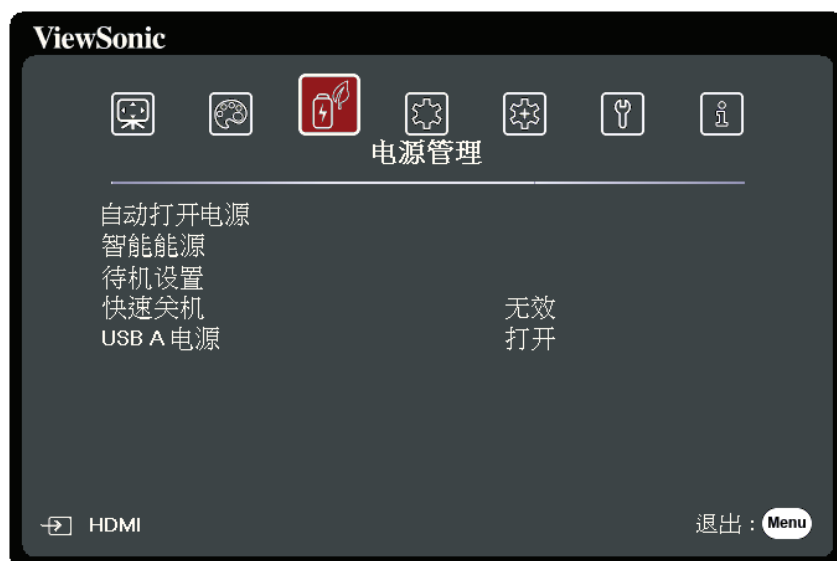 ViewSonic
电源管理
自动打开电源
智能能源
待机设置
快速关机 无效
USB A 电源 打开
HDMI 退出：Menu